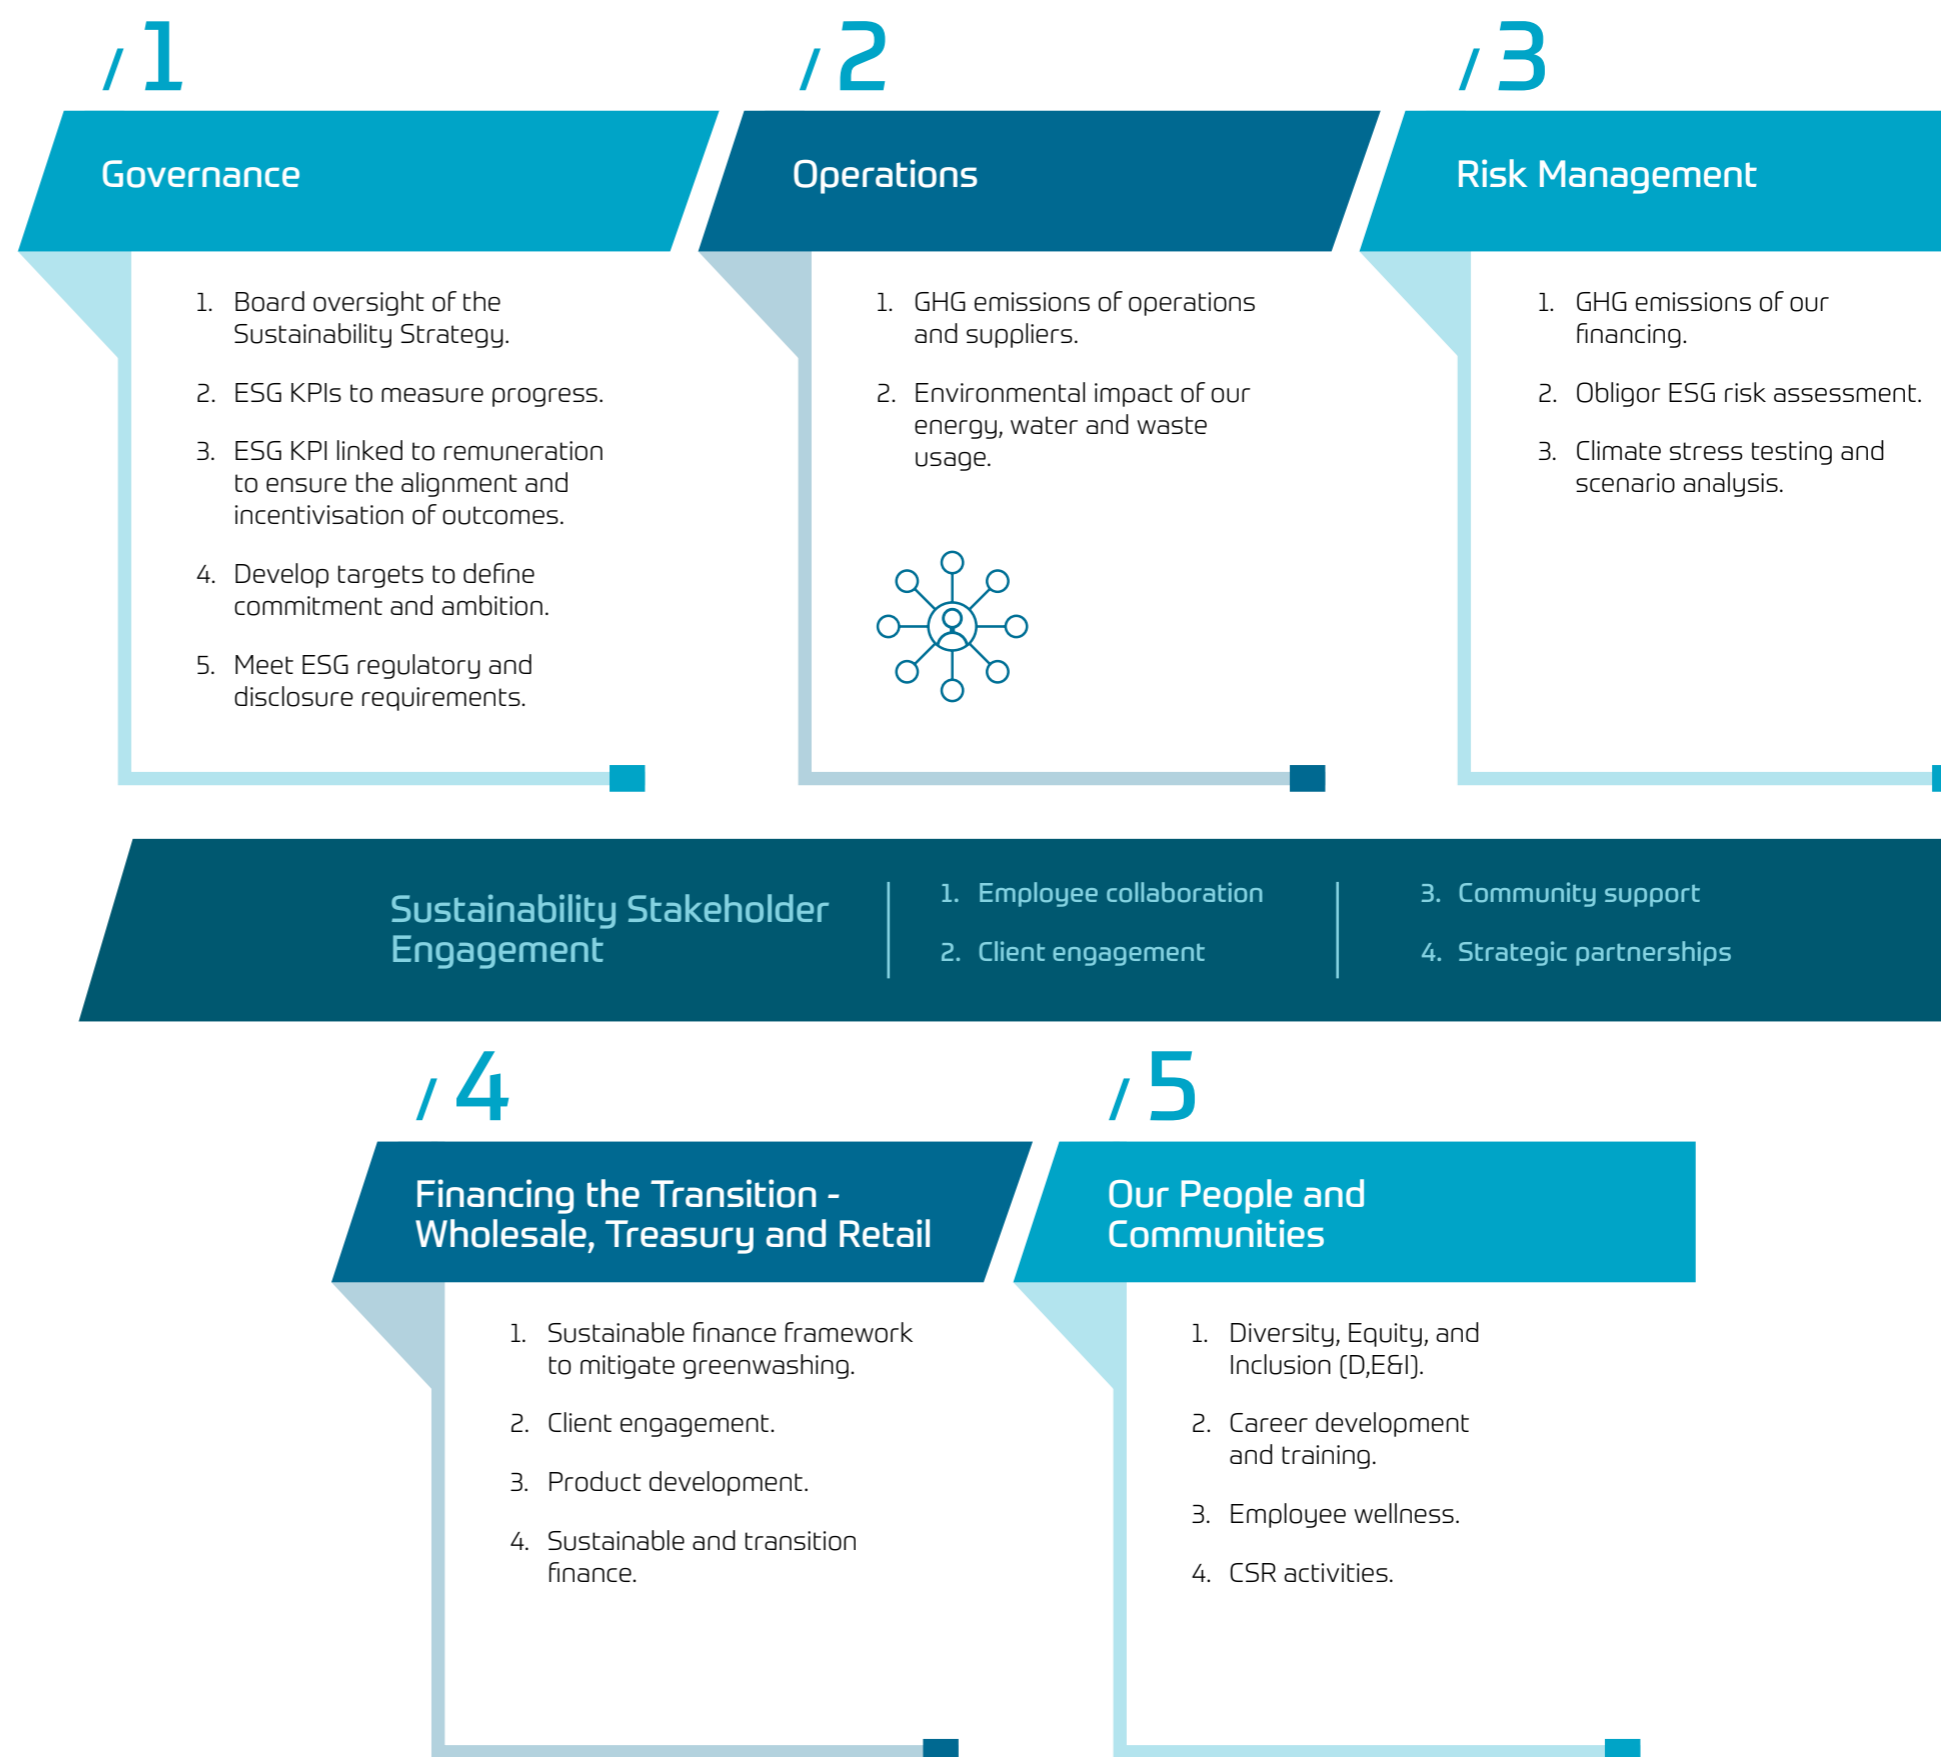 / 1
Governance
1. Board oversight of the
Sustainability Strategy.
2. ESG KPIs to measure progress.
3. ESG KPI linked to remuneration
to ensure the alignment and
incentivisation of outcomes.
4. Develop targets to define
commitment and ambition.
5. Meet ESG regulatory and
disclosure requirements.
/ 2
Operations
1. GHG emissions of operations
and suppliers.
2. Environmental impact of our
energy, water and waste
usage.
/ 3
Risk Management
1. GHG emissions of our
financing.
2. Obligor ESG risk assessment.
3. Climate stress testing and
scenario analysis.
Sustainability Stakeholder
Engagement
1. Employee collaboration
2. Client engagement
3. Community support
4. Strategic partnerships
/ 4
Financing the Transition -
Wholesale, Treasury and Retail
1. Sustainable finance framework
to mitigate greenwashing.
2. Client engagement.
3. Product development.
4. Sustainable and transition
finance.
/ 5
Our People and
Communities
1. Diversity, Equity, and
Inclusion (D,E&I).
2. Career development
and training.
3. Employee wellness.
4. CSR activities.